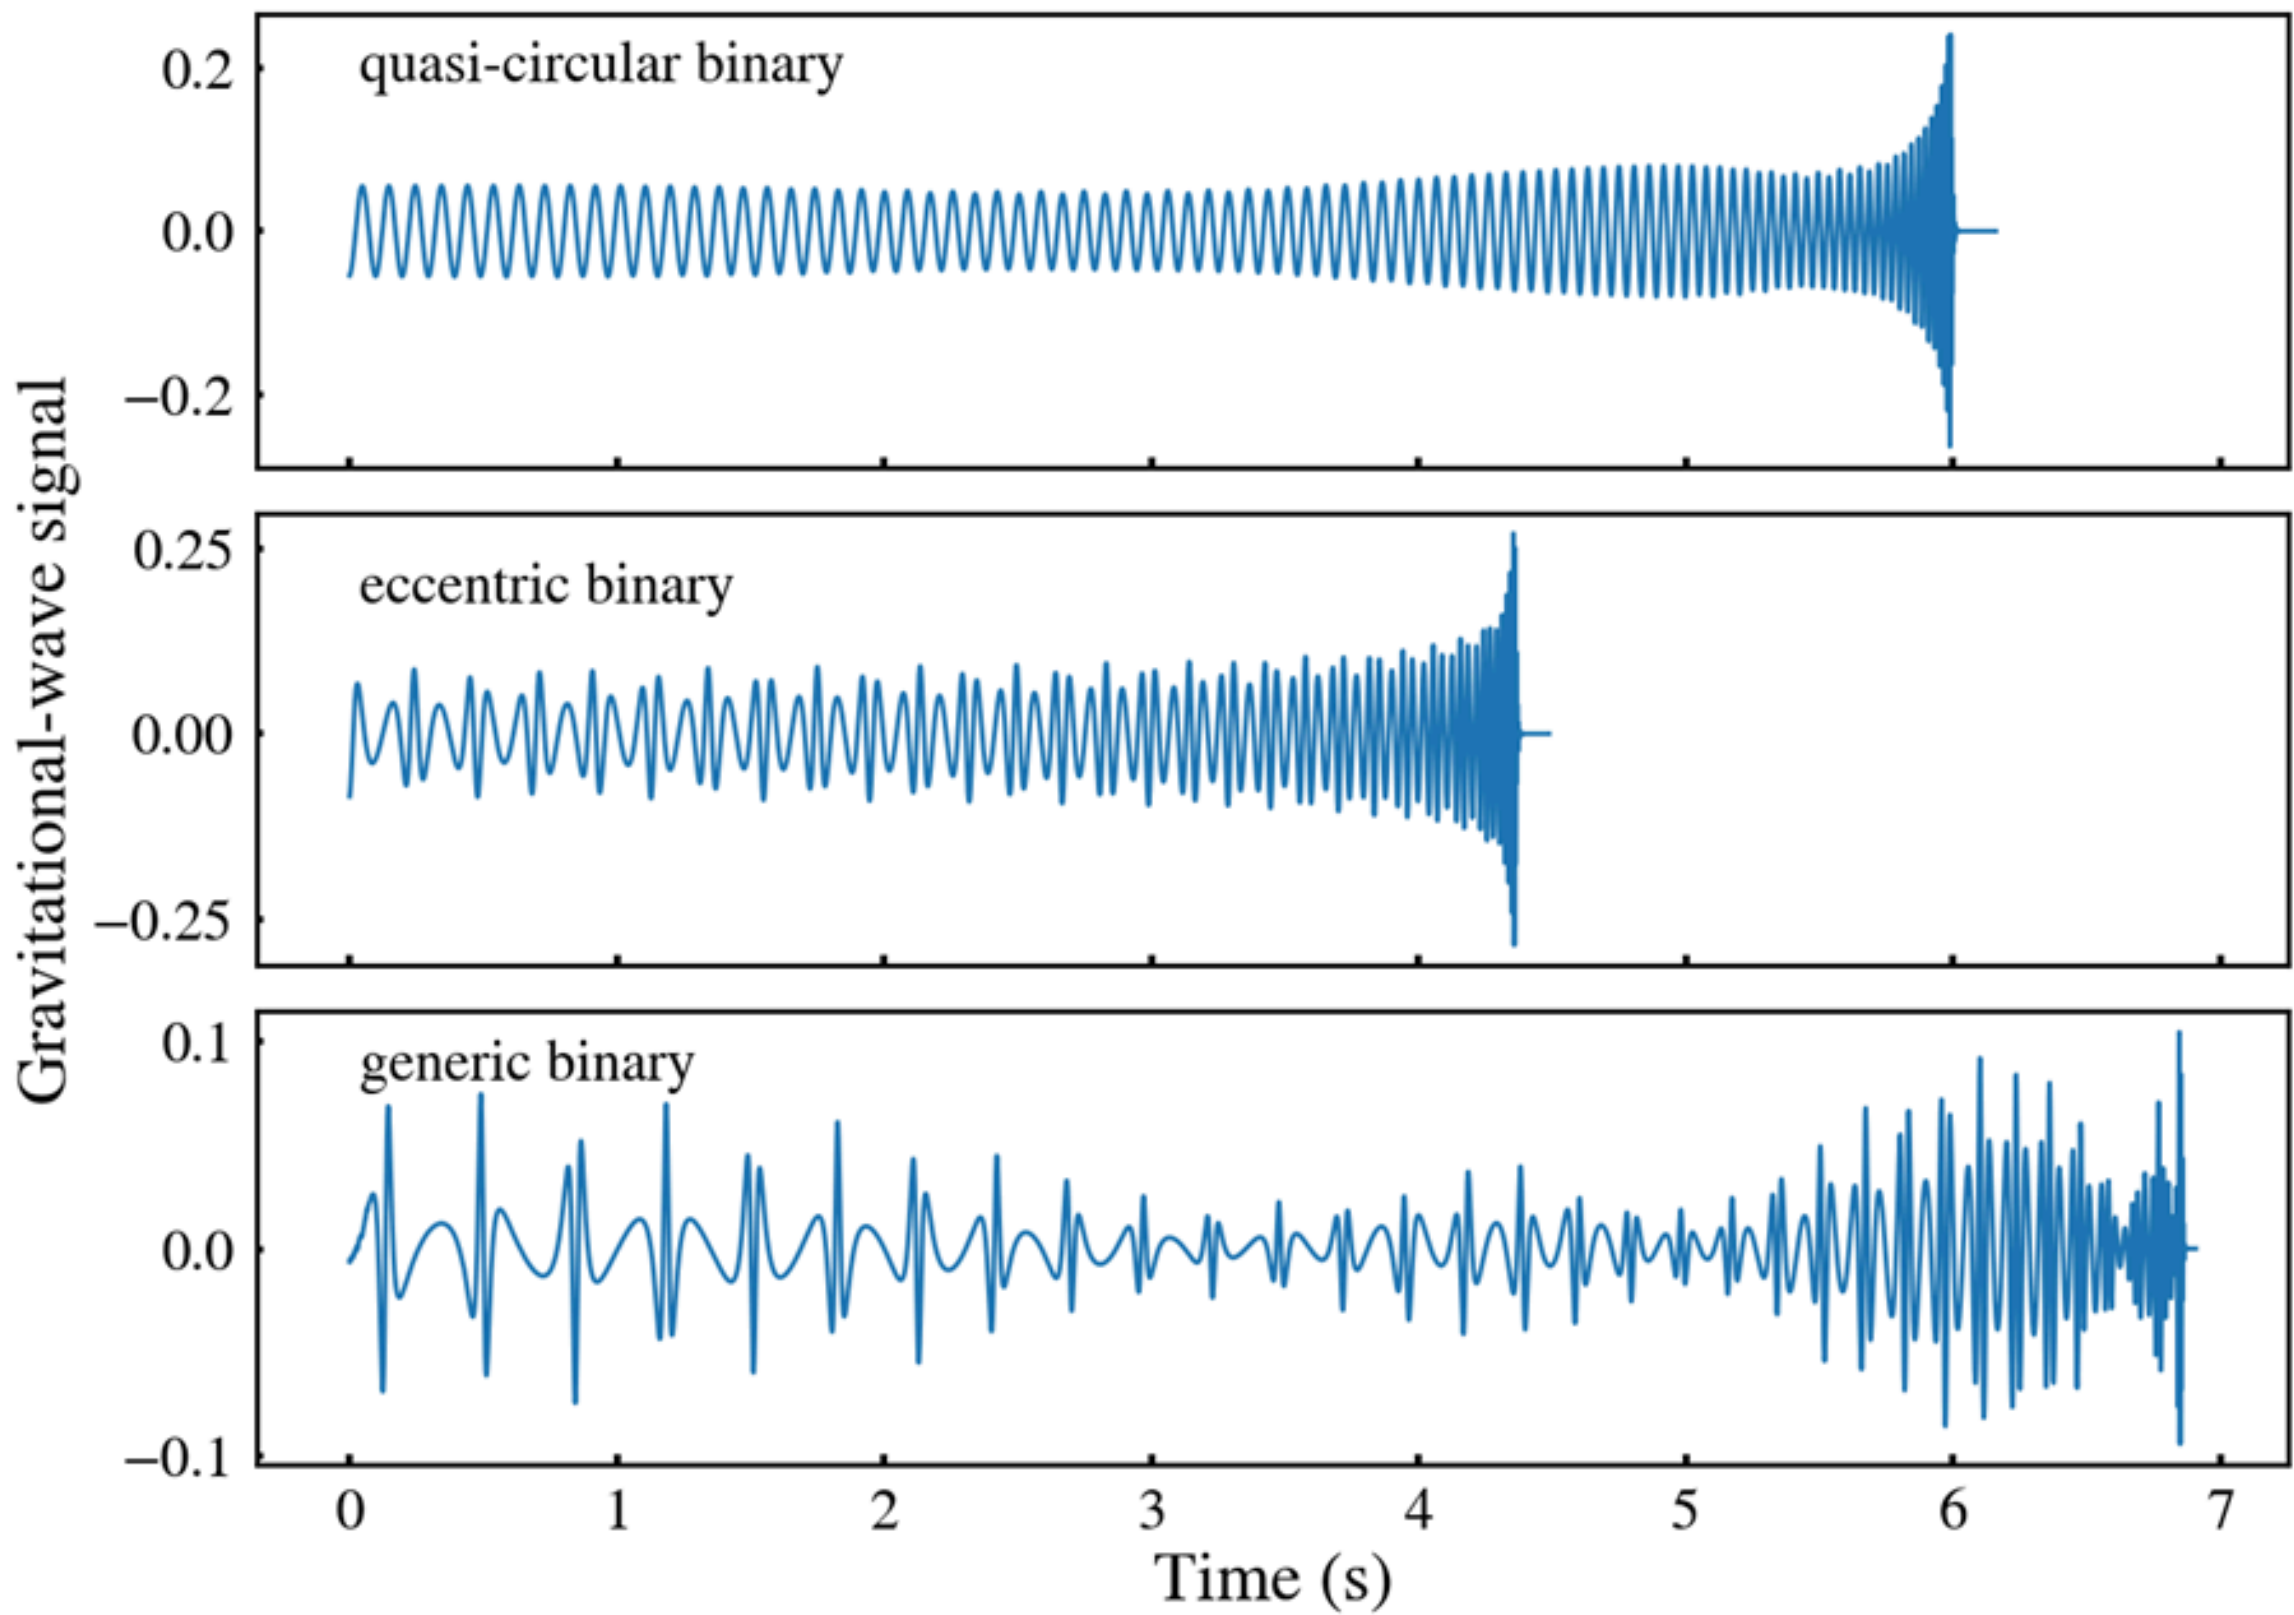 Gravitational-wave signal
quasi-circular binary
0.2
0.0
−0.2
eccentric binary
0.25
0.00
−0.25
generic binary
0.1
0.0
−0.1
0 1 2 3 4 5 6 7
Time (s)